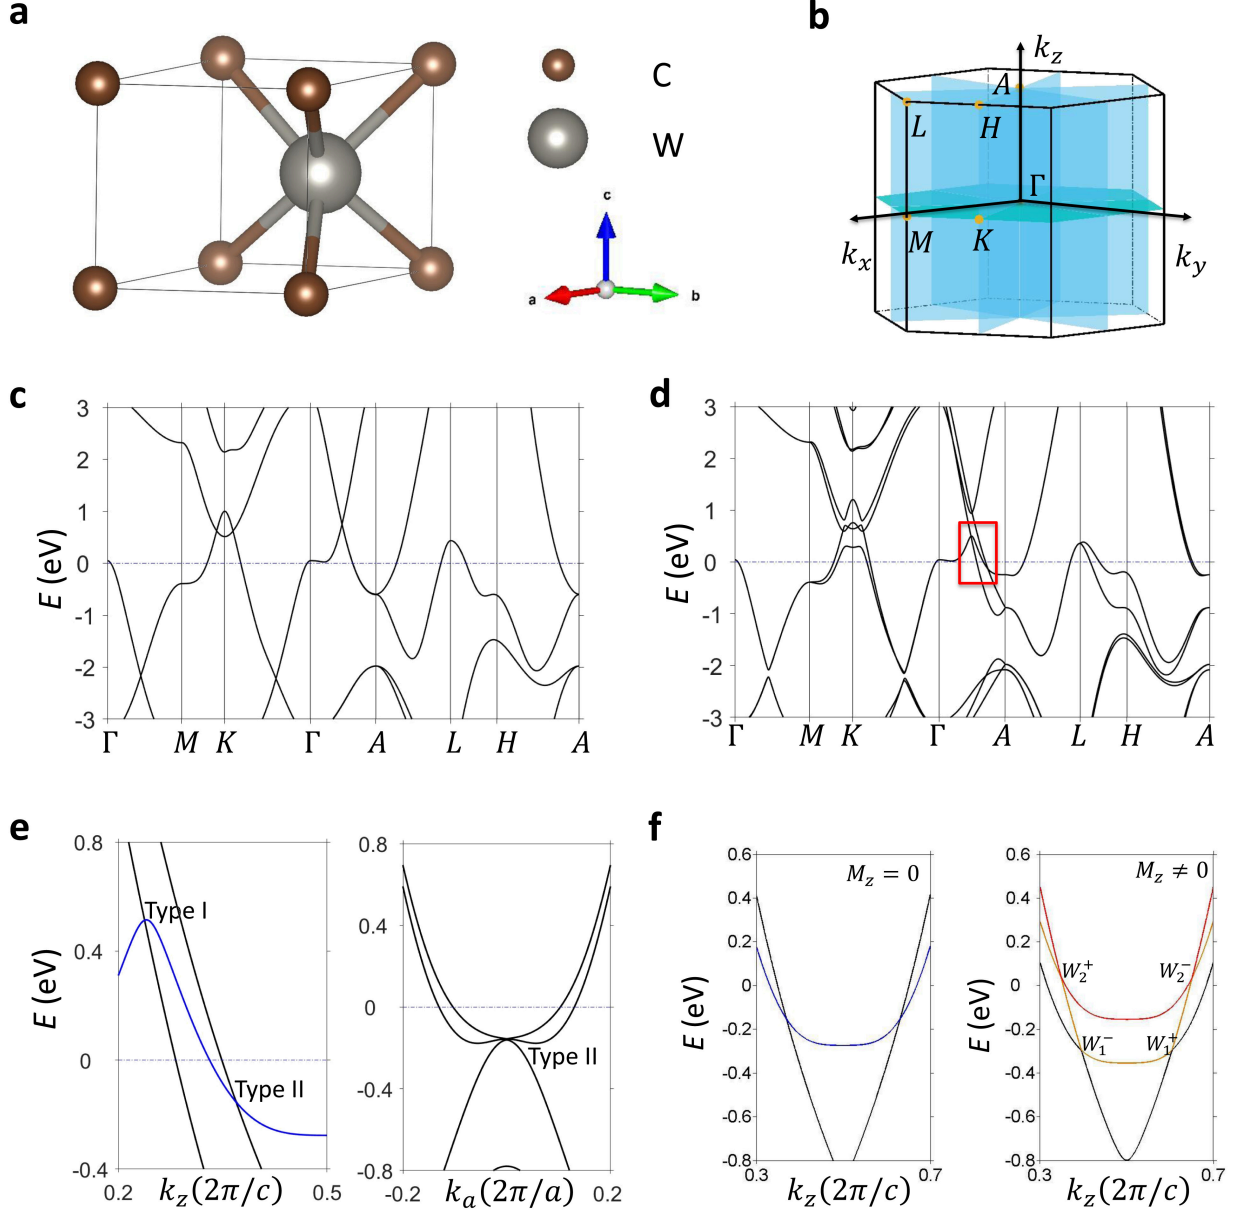 a
C
W
c
a
b
b
k_z
A
L
H
Γ
M
K
k_x
k_y
c
E (eV)
3
2
1
0
-1
-2
-3
Γ M K Γ A L H A
d
E (eV)
3
2
1
0
-1
-2
-3
Γ M K Γ A L H A
e
E (eV)
0.8
0.4
0
-0.4
Type I
Type II
0.2 k_z(2π/c) 0.5
0.8
0.4
0
-0.4
-0.8
Type II
-0.2 k_a(2π/a) 0.2
f
E (eV)
0.6
0.4
0.2
0
-0.2
-0.4
-0.6
-0.8
M_z = 0
0.3 0.7
k_z(2π/c)
E (eV)
0.6
0.4
0.2
0
-0.2
-0.4
-0.6
-0.8
M_z ≠ 0
W_2^+ W_2^-
W_1^- W_1^+
0.3 0.7
k_z(2π/c)